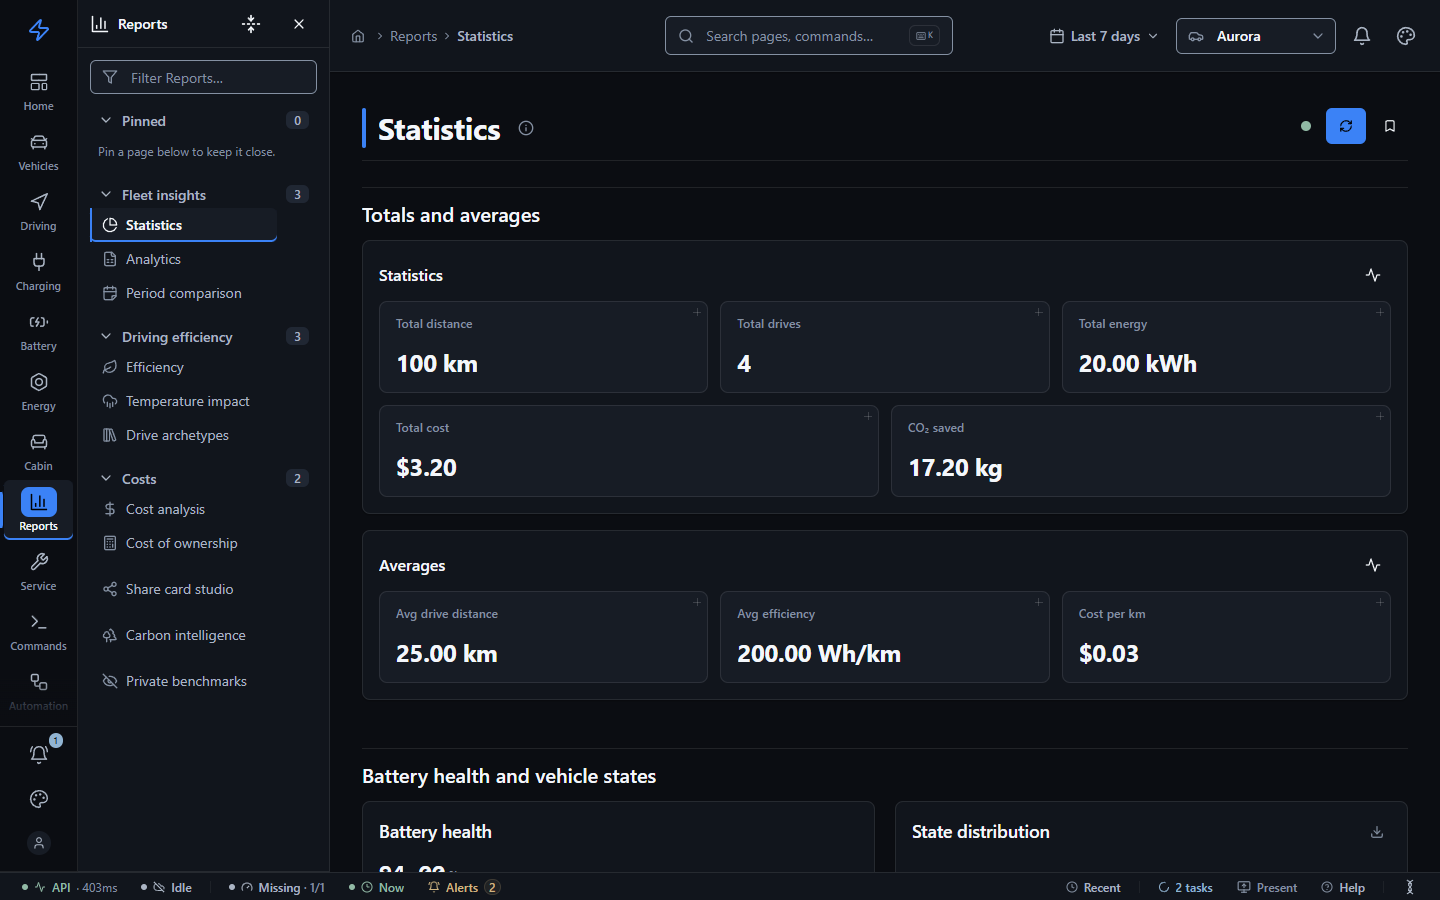 Reports
Reports
Statistics
Search pages, commands...
K
Last 7 days
Aurora
Home
Vehicles
Driving
Charging
Battery
Energy
Cabin
Reports
Service
Commands
Automation
1
Filter Reports...
Pinned
0
Pin a page below to keep it close.
Fleet insights
3
Statistics
Analytics
Period comparison
Driving efficiency
3
Efficiency
Temperature impact
Drive archetypes
Costs
2
Cost analysis
Cost of ownership
Share card studio
Carbon intelligence
Private benchmarks
Statistics
Totals and averages
Statistics
Total distance
100 km
Total drives
4
Total energy
20.00 kWh
Total cost
$3.20
CO₂ saved
17.20 kg
Averages
Avg drive distance
25.00 km
Avg efficiency
200.00 Wh/km
Cost per km
$0.03
Battery health and vehicle states
Battery health
State distribution
API · 403ms
Idle
Missing · 1/1
Now
Alerts 2
Recent
2 tasks
Present
Help